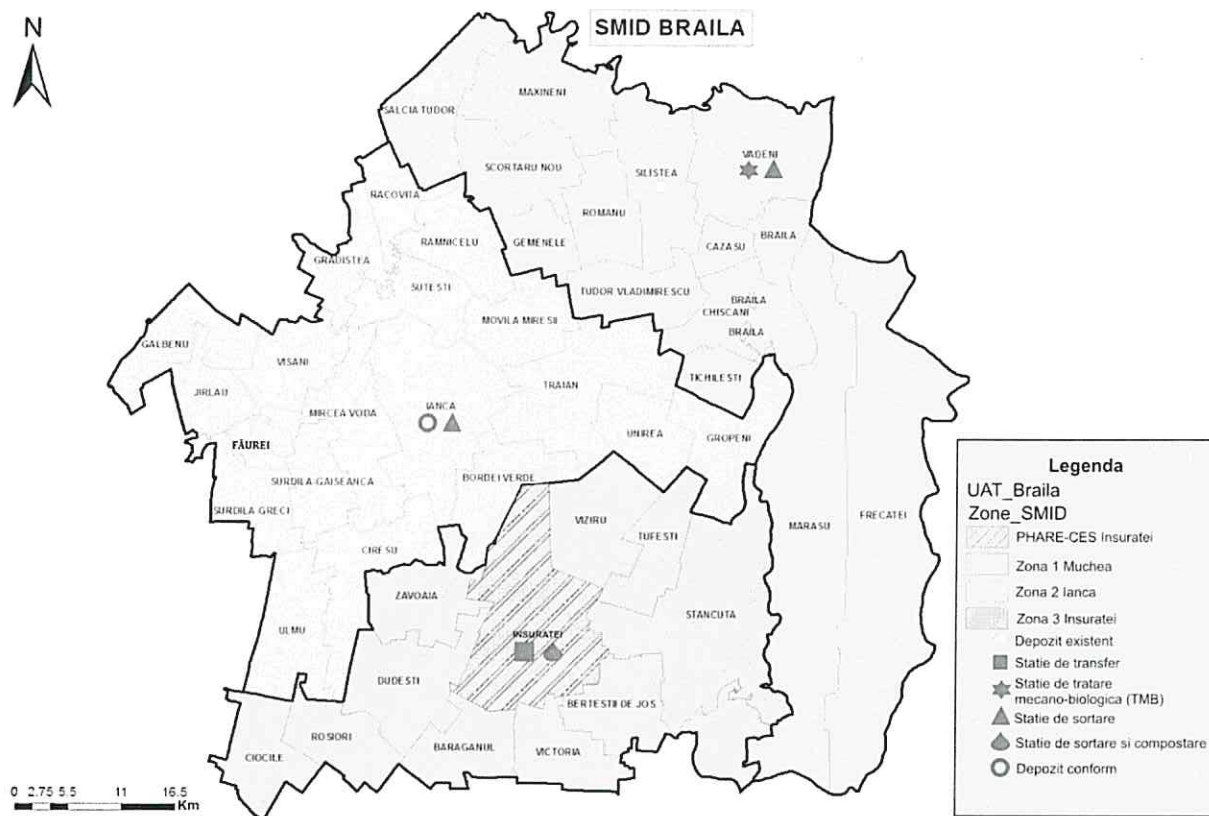 SMID BRAILA
N
MAXINENI
SALCIA TUDOR
VADENI
SCORTARU NOU
SILISTEA
RACOVITA
ROMANU
BRAILA
RAMNICELU
GEMENELE
CAZASU
GRADISTEA
SUTESTI
TUDOR VLADIMIRESCU
BRAILA
CHISCANI
MOVILA MIRESII
BRAILA
GALBENU
VISANI
TICHILESTI
JIRLAU
TRAIAN
IANCA
MIRCEA VODA
UNIREA
GROPENI
FĂUREI
BORDEI VERDE
SURDILA GAISEANCA
SURDILA GRECI
VIZIRU
TUFESTI
MARASU
FRECATEI
CIRESU
ZAVOAIA
STANCUTA
ULMU
INSURATEI
DUDESTI
BERTESTII DE JOS
ROSIORI
CIOCILE
BARAGANUL
VICTORIA
0 2.75 5.5 11 16.5
Km
Legenda
UAT_Braila
Zone_SMID
PHARE-CES Insuratei
Zona 1 Muchea
Zona 2 Ianca
Zona 3 Insuratei
Depozit existent
Statie de transfer
Statie de tratare
mecano-biologica (TMB)
Statie de sortare
Statie de sortare si compostare
Depozit conform